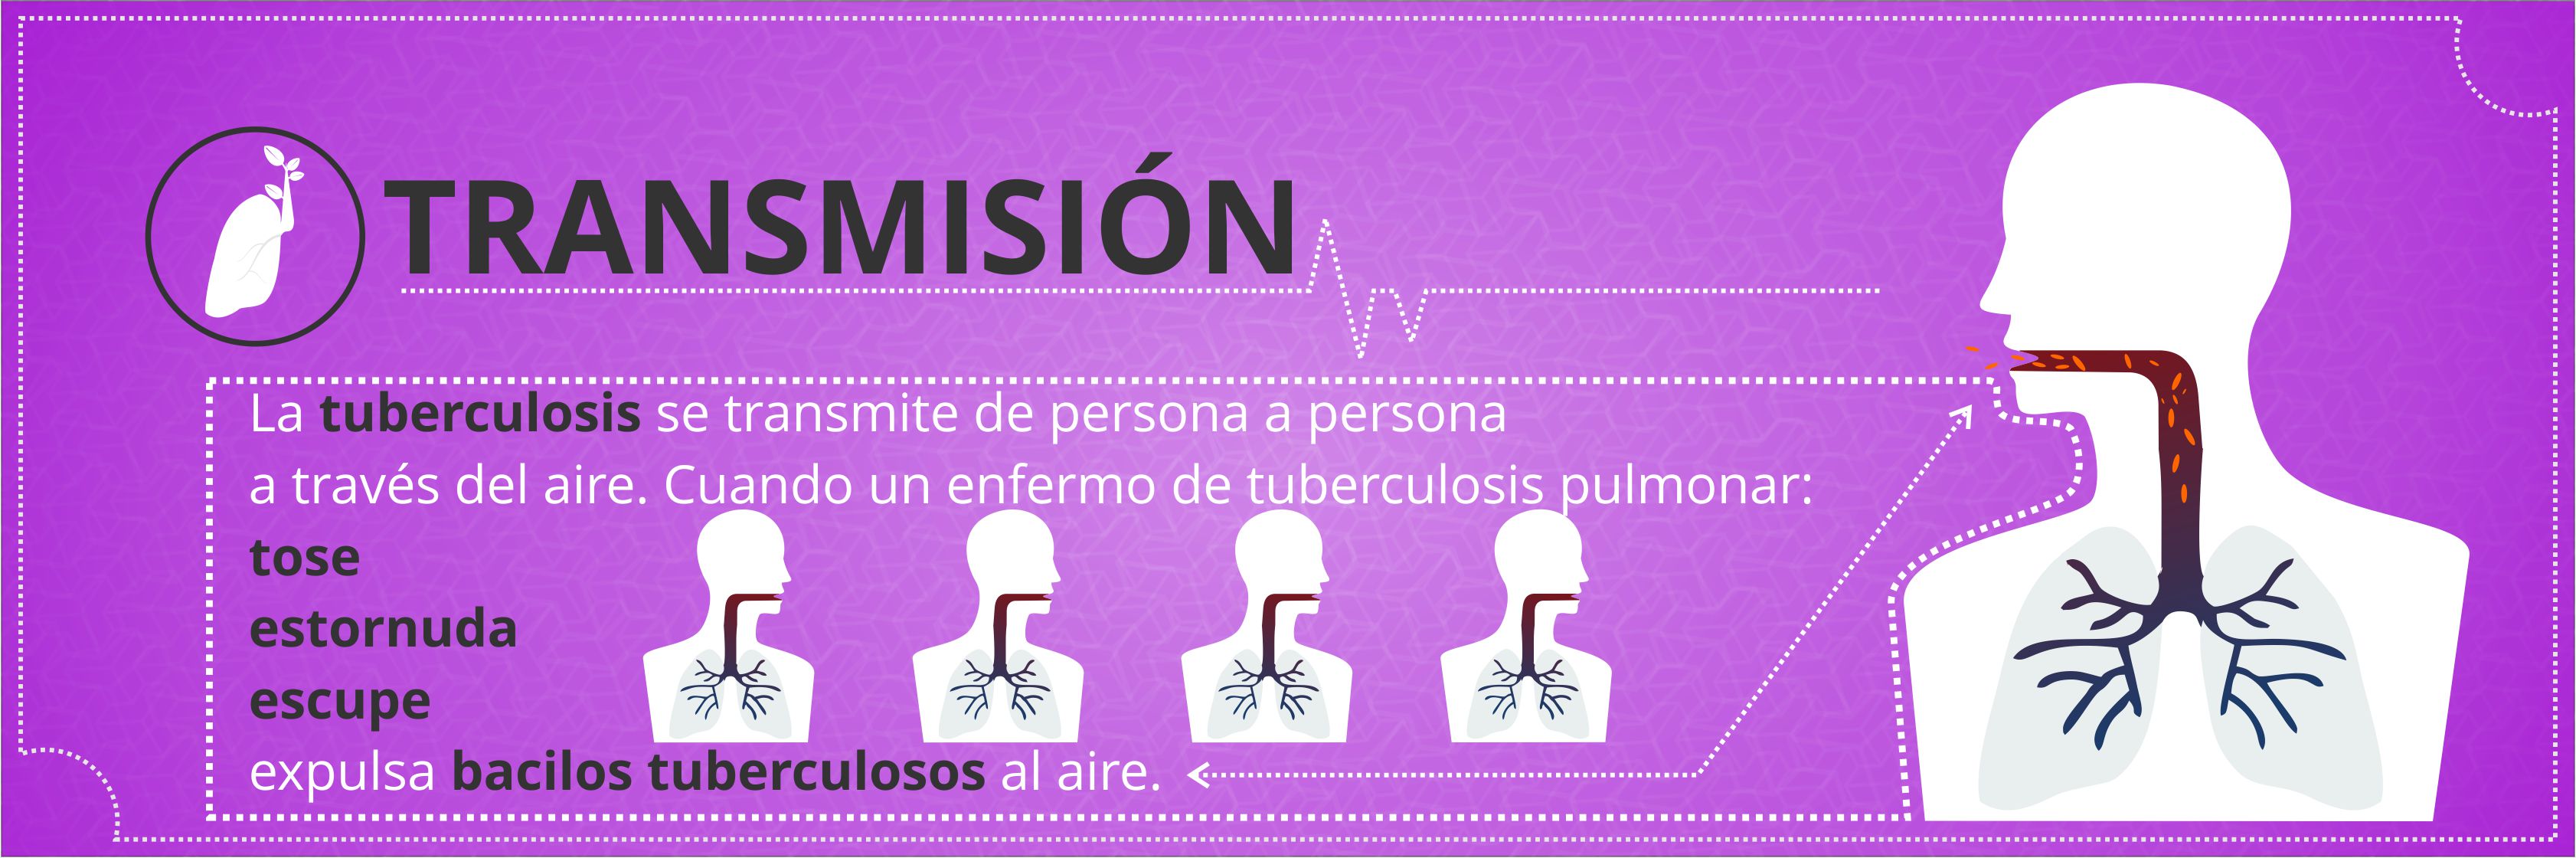 TRANSMISIÓN
La tuberculosis se transmite de persona a persona
a través del aire. Cuando un enfermo de tuberculosis pulmonar:
tose
estornuda
escupe
expulsa bacilos tuberculosos al aire.